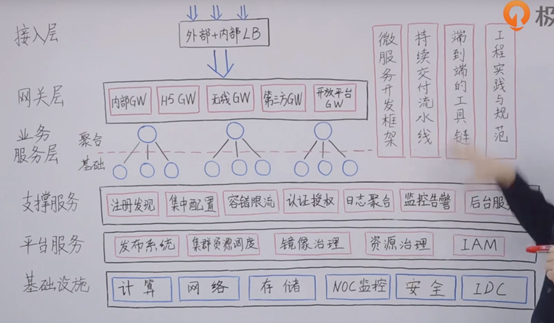 极
接入层
外部+内部LB
网关层
内部GW
H5 GW
无线GW
第三方GW
开放平台
GW
业务
服务层
聚合
基础
支撑服务
注册发现
集中配置
容错限流
认证授权
日志聚合
监控告警
后台服
平台服务
发布系统
集群资源调度
镜像治理
资源治理
IAM
基础设施
计算
网络
存储
NOC监控
安全
IDC
微服务开发框架
持续交付流水线
端到端的工具链
工程实践与规范